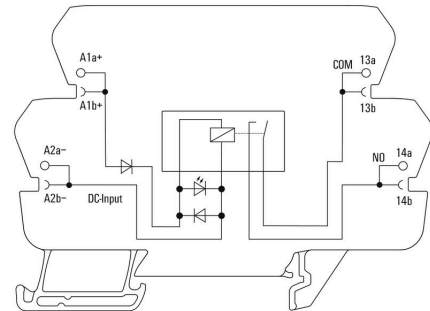 A1a+
A1b+
A2a−
A2b−
DC-Input
COM 13a
13b
NO 14a
14b